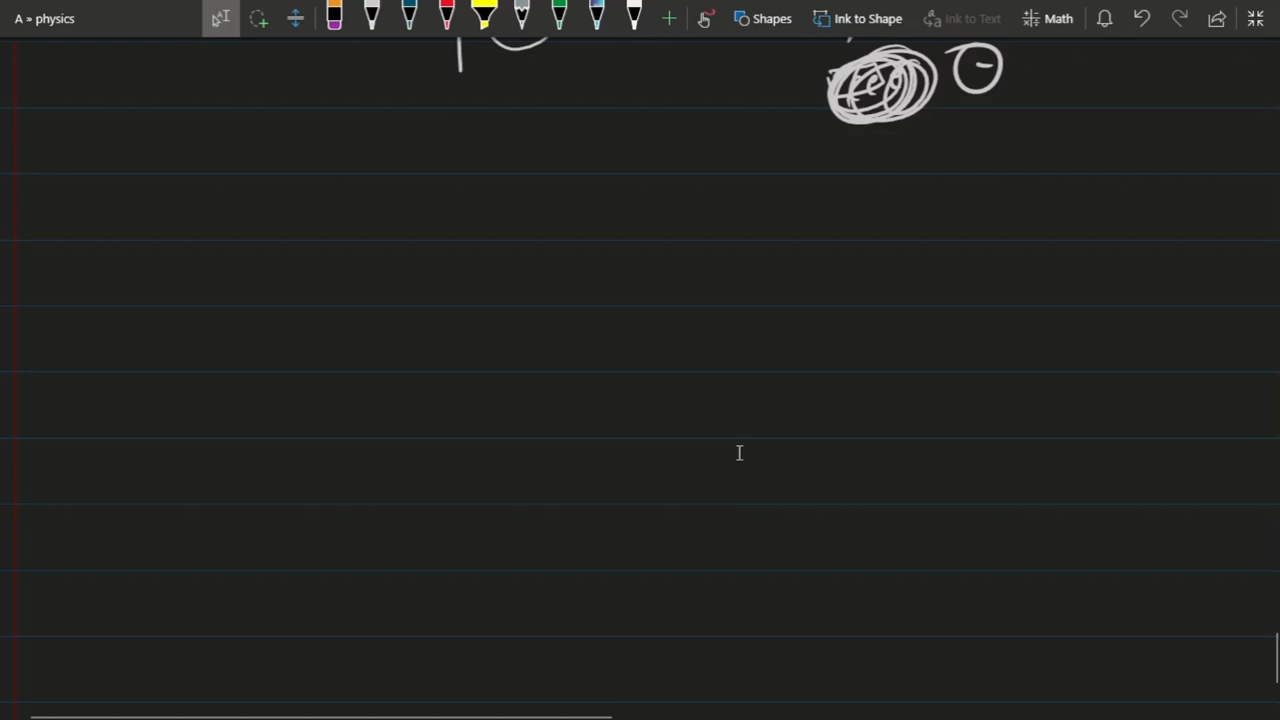 A » physics
Shapes
Ink to Shape
Ink to Text
Math